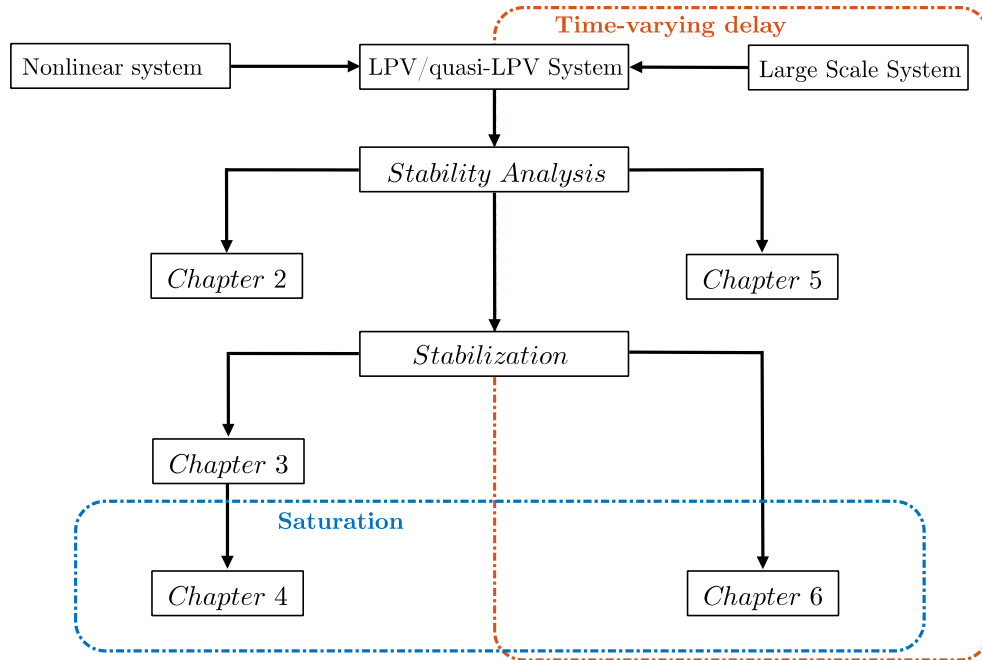 Time-varying delay
Nonlinear system
LPV/quasi-LPV System
Large Scale System
Stability Analysis
Chapter 2
Chapter 5
Stabilization
Chapter 3
Saturation
Chapter 4
Chapter 6